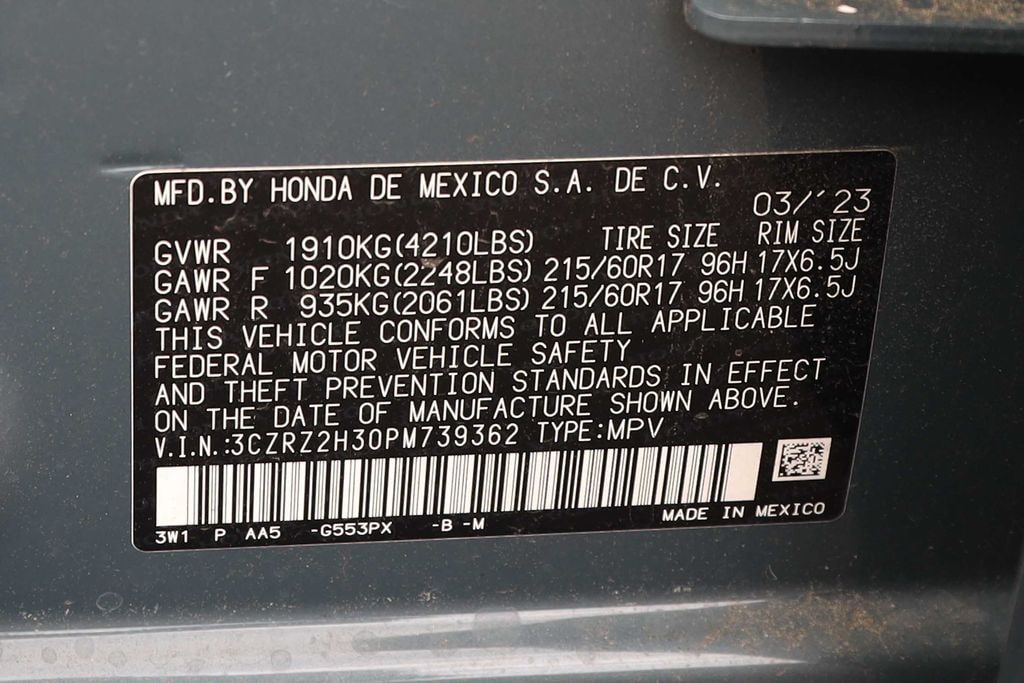 MFD.BY HONDA DE MEXICO S.A. DE C.V.
03/'23
GVWR 1910KG(4210LBS) TIRE SIZE RIM SIZE
GAWR F 1020KG(2248LBS) 215/60R17 96H 17X6.5J
GAWR R 935KG(2061LBS) 215/60R17 96H 17X6.5J
THIS VEHICLE CONFORMS TO ALL APPLICABLE
FEDERAL MOTOR VEHICLE SAFETY
AND THEFT PREVENTION STANDARDS IN EFFECT
ON THE DATE OF MANUFACTURE SHOWN ABOVE.
V.I.N.:3CZRZ2H30PM739362 TYPE:MPV
3W1 P AA5 -G553PX -B -M MADE IN MEXICO